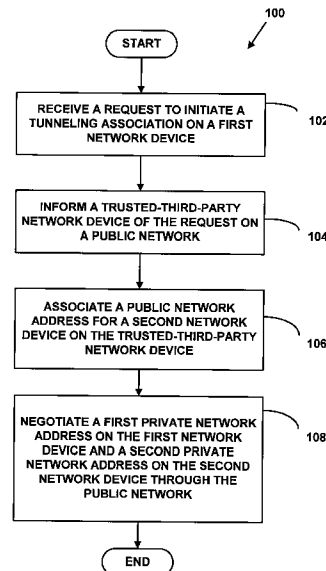 100
START
RECEIVE A REQUEST TO INITIATE A
TUNNELING ASSOCIATION ON A FIRST
NETWORK DEVICE
102
INFORM A TRUSTED-THIRD-PARTY
NETWORK DEVICE OF THE REQUEST ON
A PUBLIC NETWORK
104
ASSOCIATE A PUBLIC NETWORK
ADDRESS FOR A SECOND NETWORK
DEVICE ON THE TRUSTED-THIRD-PARTY
NETWORK DEVICE
106
NEGOTIATE A FIRST PRIVATE NETWORK
ADDRESS ON THE FIRST NETWORK
DEVICE AND A SECOND PRIVATE
NETWORK ADDRESS ON THE SECOND
NETWORK DEVICE THROUGH THE
PUBLIC NETWORK
108
END